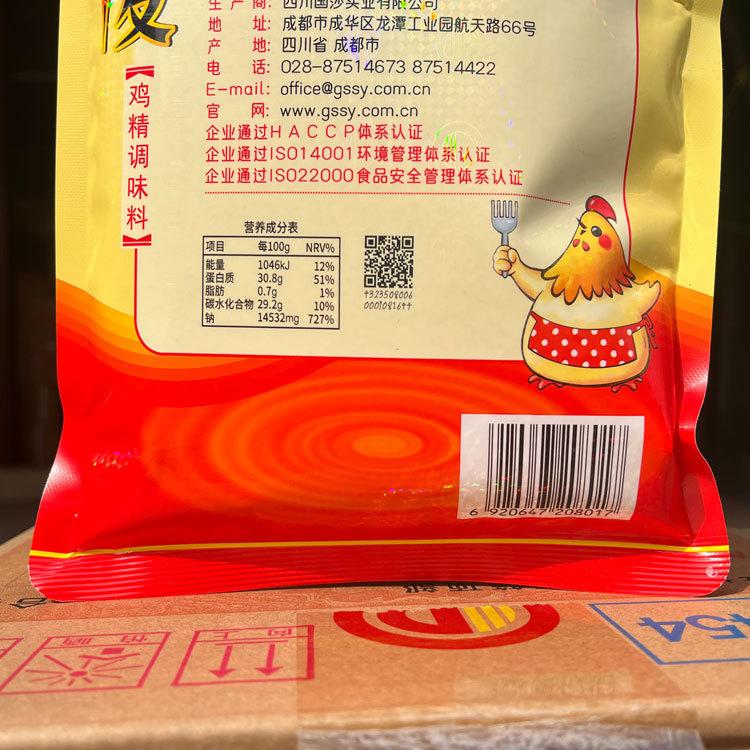 厦
【鸡精调味料】
生产商: 四川国莎实业有限公司
地 址: 成都市成华区龙潭工业园航天路66号
产 地: 四川省 成都市
电 话: 028-87514673 87514422
E-mail: office@gssy.com.cn
官 网: www.gssy.com.cn
企业通过HACCP体系认证
企业通过ISO14001环境管理体系认证
企业通过ISO22000食品安全管理体系认证
营养成分表
项目 每100g NRV%
能量 1046kJ 12%
蛋白质 30.8g 51%
脂肪 0.7g 1%
碳水化合物 29.2g 10%
钠 14532mg 727%
4323508006
0001081644
6 920647 208017
怕晒
向上
454